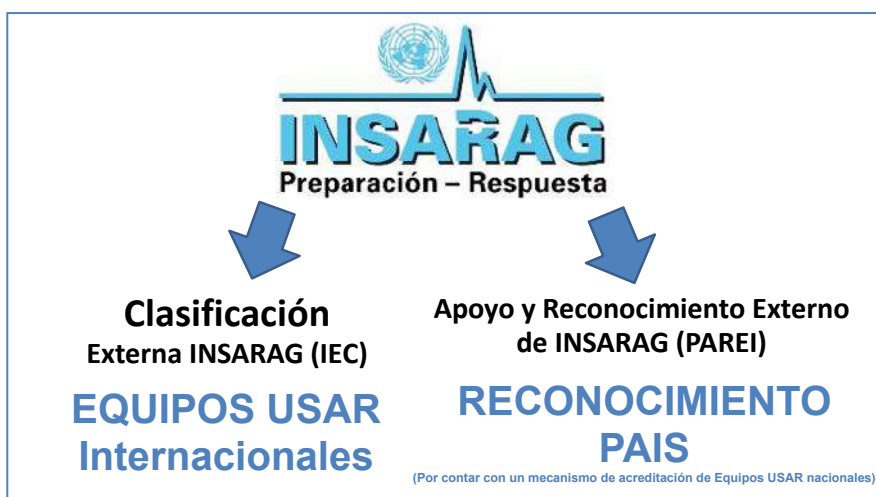 INSARAG
Preparación – Respuesta
Clasificación
Externa INSARAG (IEC)
EQUIPOS USAR
Internacionales
Apoyo y Reconocimiento Externo
de INSARAG (PAREI)
RECONOCIMIENTO
PAIS
(Por contar con un mecanismo de acreditación de Equipos USAR nacionales)